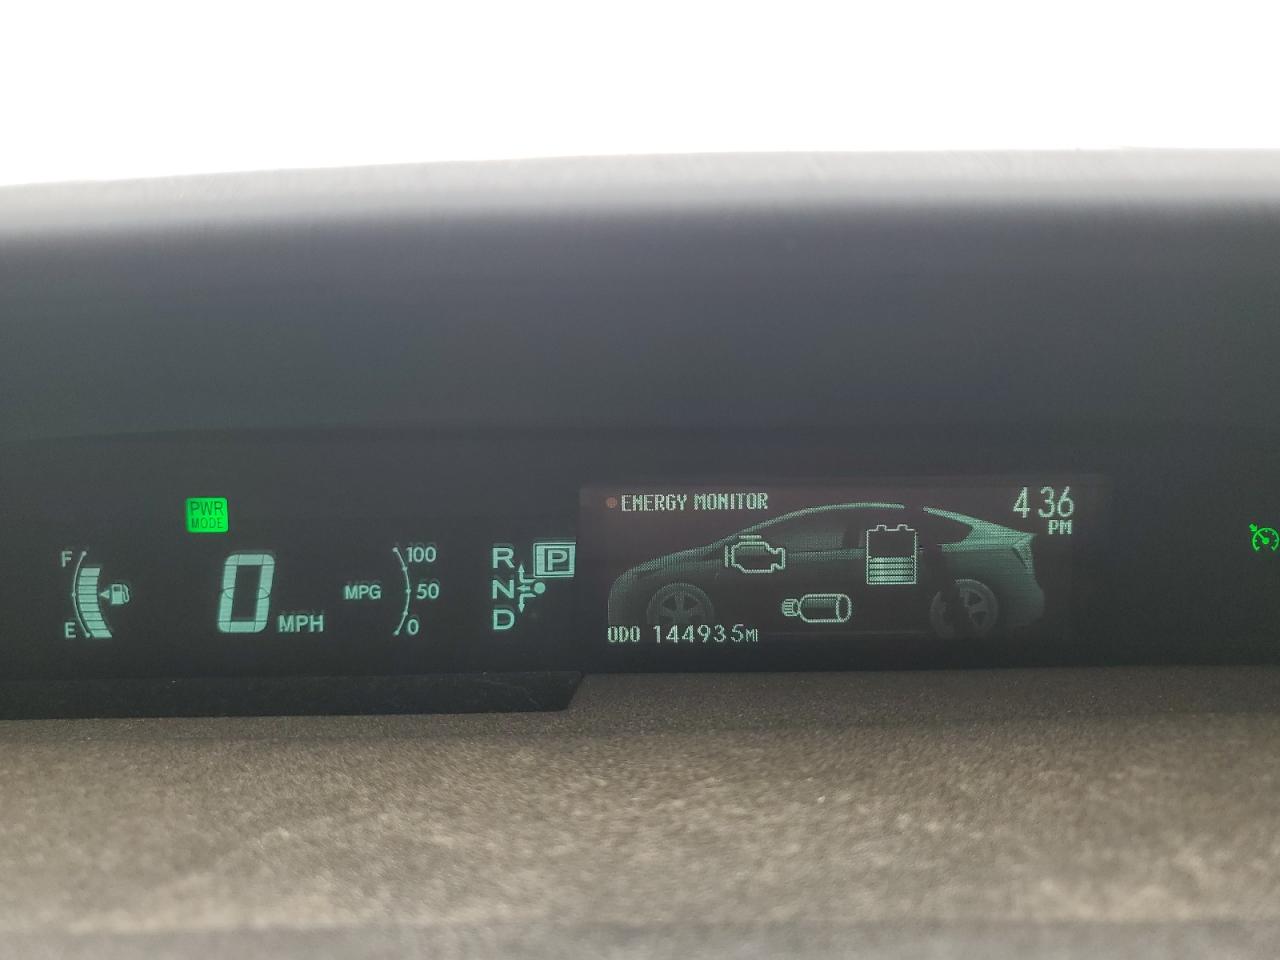 PWR
MODE
F
E
0
MPH
MPG
100
50
0
R
N
D
P
ENERGY MONITOR
4 36
PM
ODO 144935MI